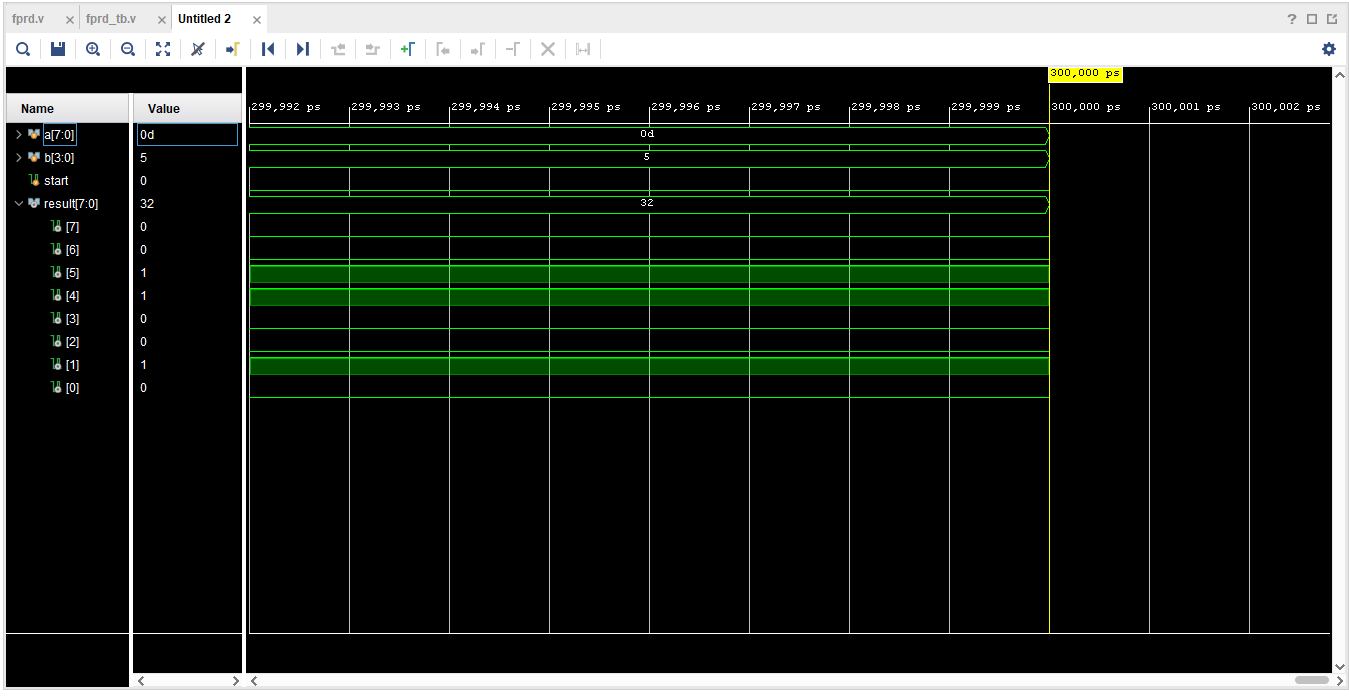 fprd.v × fprd_tb.v × Untitled 2 × ?
300,000 ps
Name Value 299,992 ps 299,993 ps 299,994 ps 299,995 ps 299,996 ps 299,997 ps 299,998 ps 299,999 ps 300,000 ps 300,001 ps 300,002 ps
a[7:0] 0d 0d
b[3:0] 5 5
start 0
result[7:0] 32 32
[7] 0
[6] 0
[5] 1
[4] 1
[3] 0
[2] 0
[1] 1
[0] 0